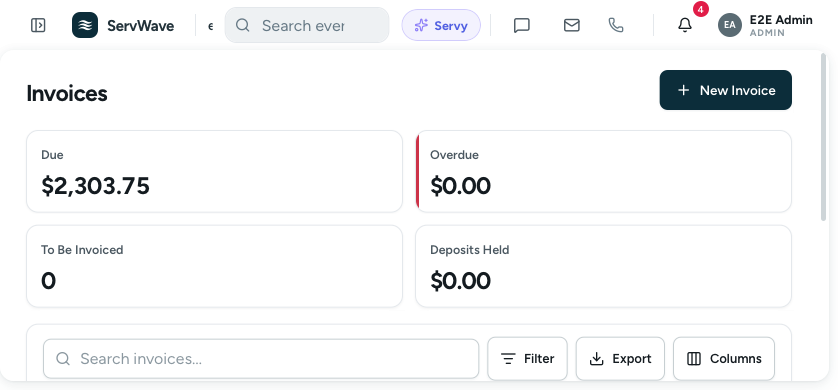 ServWave
Search ever
Servy
4
EA
E2E Admin
ADMIN
Invoices
New Invoice
Due
$2,303.75
Overdue
$0.00
To Be Invoiced
0
Deposits Held
$0.00
Search invoices...
Filter
Export
Columns